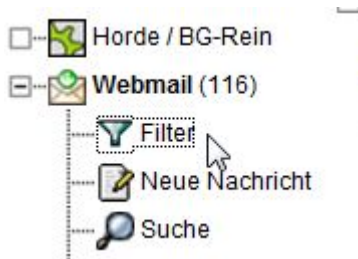 Horde / BG-Rein
Webmail (116)
Filter
Neue Nachricht
Suche